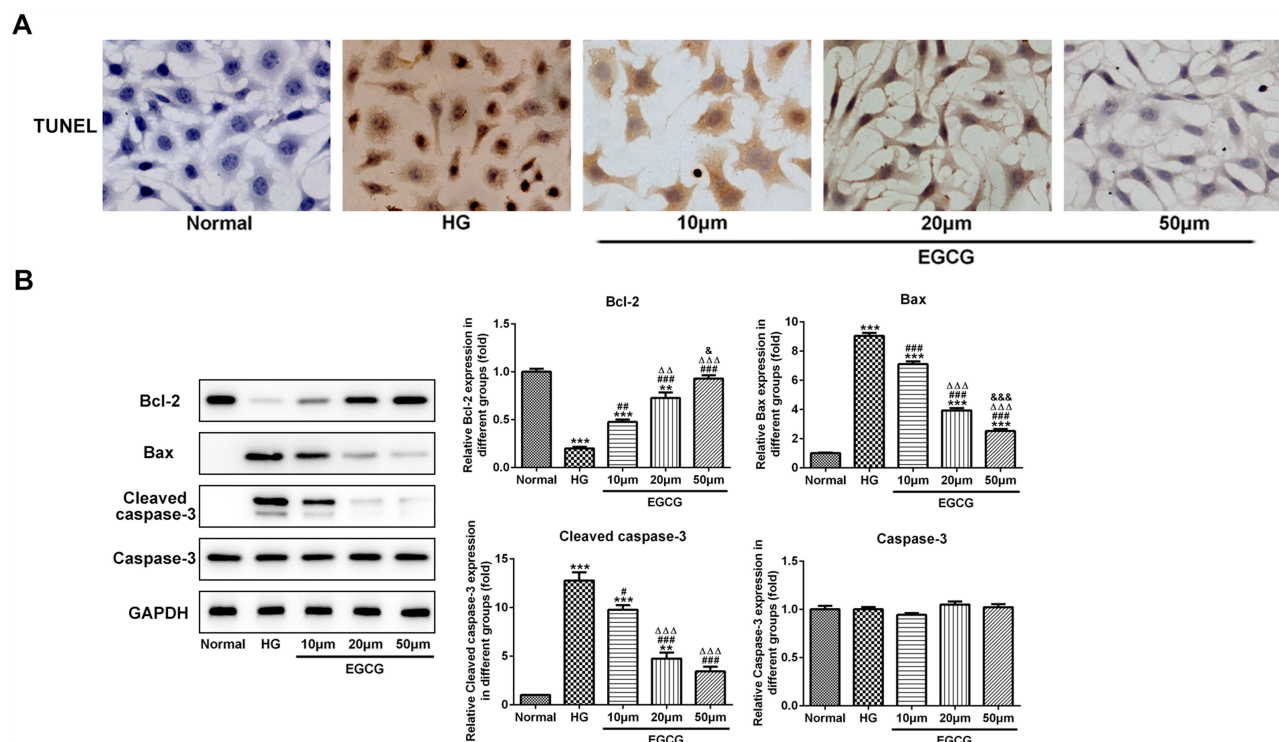 A
TUNEL
Normal
HG
10μm
20μm
50μm
EGCG
B
Bcl-2
Bax
Cleaved
caspase-3
Caspase-3
GAPDH
Normal HG 10μm 20μm 50μm
EGCG
Bcl-2
Relative Bcl-2 expression in
different groups (fold)
1.5
1.0
0.5
0.0
***
##
***
ΔΔ
###
**
&
ΔΔΔ
###
Normal HG 10μm 20μm 50μm
EGCG
Bax
Relative Bax expression in
different groups (fold)
10
8
6
4
2
0
***
###
***
ΔΔΔ
###
***
&&&
ΔΔΔ
###
***
Normal HG 10μm 20μm 50μm
EGCG
Cleaved caspase-3
Relative Cleaved caspase-3 expression
in different groups (fold)
15
10
5
0
***
#
***
ΔΔΔ
###
**
ΔΔΔ
###
Normal HG 10μm 20μm 50μm
EGCG
Caspase-3
Relative Caspase-3 expression in
different groups (fold)
1.5
1.0
0.5
0.0
Normal HG 10μm 20μm 50μm
EGCG